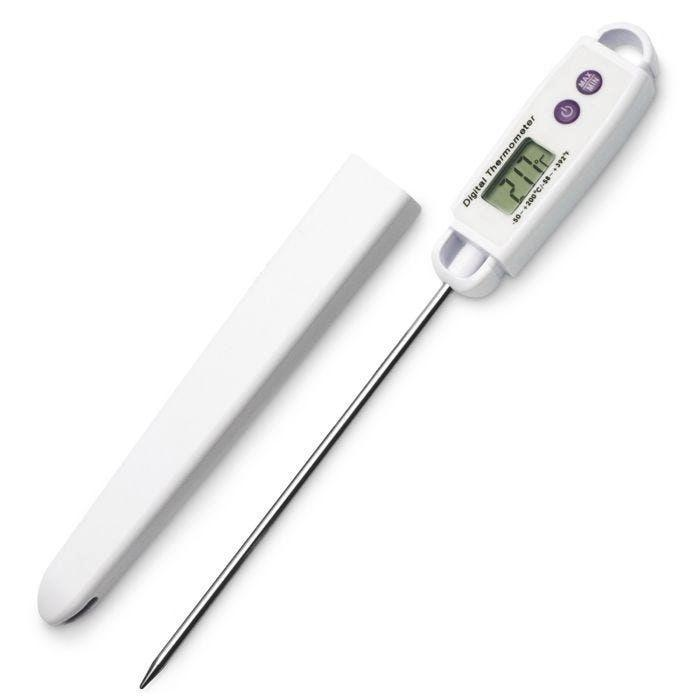 MAX
MIN
Digital Thermometer
21.7°C
-50~+200°C/-58~+392°F